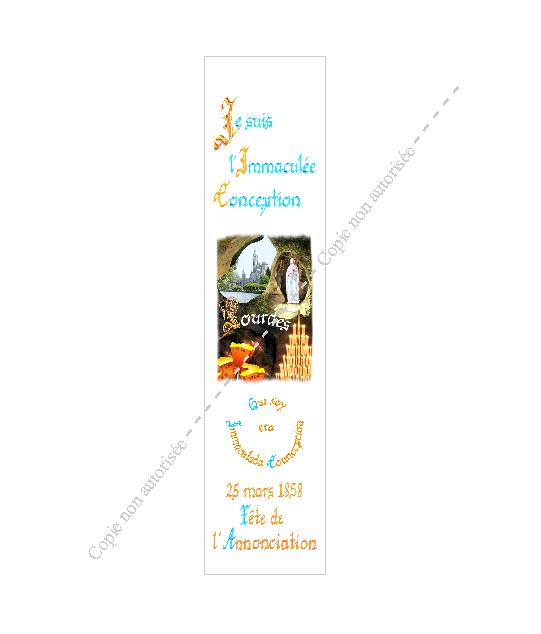 Je suis
l'Immaculée
Conception
Lourdes
Que soy
era
Immaculada Councepciou
25 mars 1858
Fête de
l'Annonciation
Copie non autorisée
Copie non autorisée